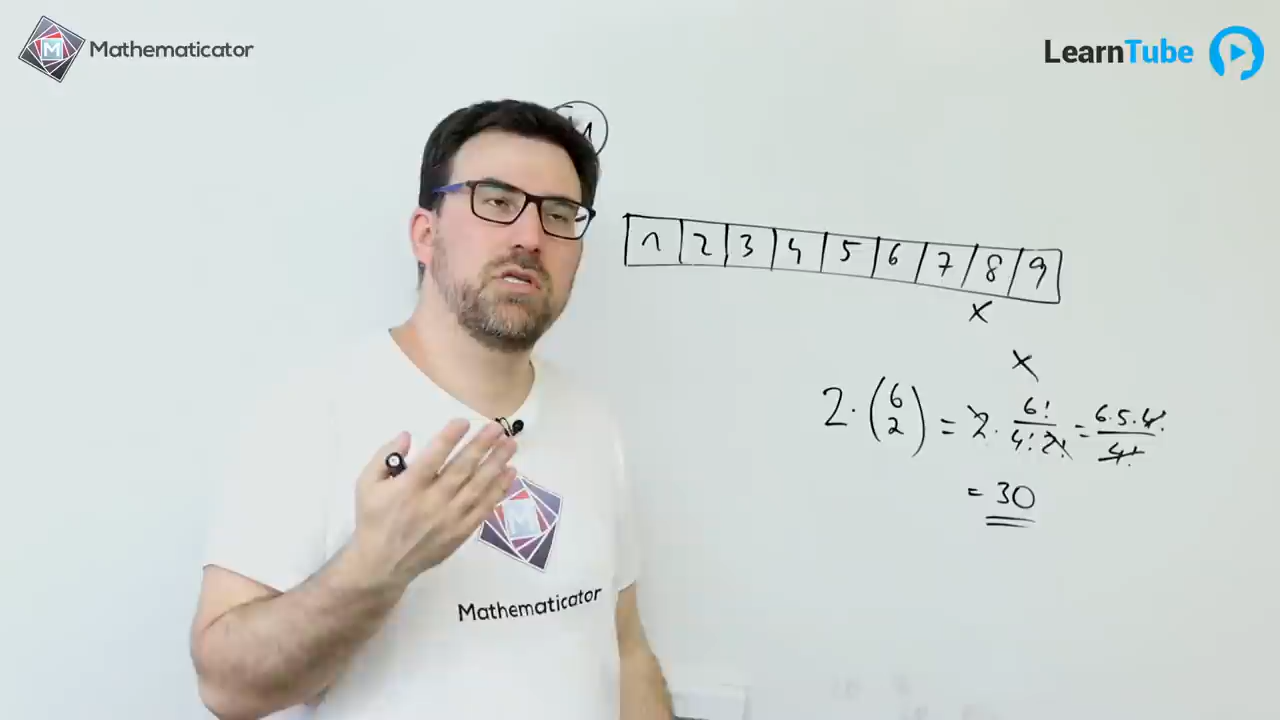 Mathematicator
LearnTube
1 2 3 4 5 6 7 8 9
x
x
2 · (6 2) = 2 · 6! / 4! 2! = 6·5·4! / 4!
= 30
M
Mathematicator